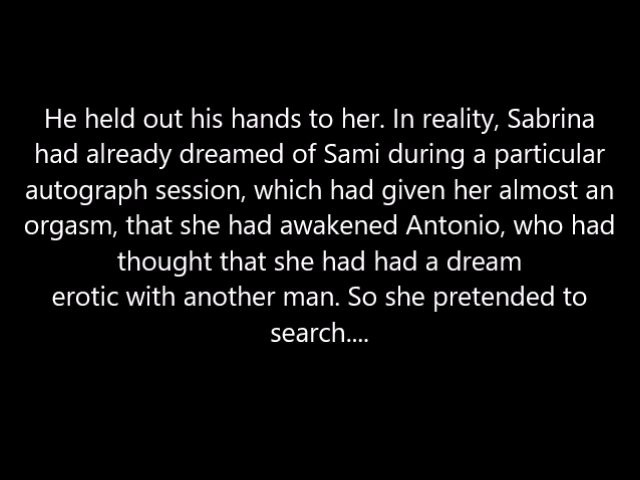 He held out his hands to her. In reality, Sabrina
had already dreamed of Sami during a particular
autograph session, which had given her almost an
orgasm, that she had awakened Antonio, who had
thought that she had had a dream
erotic with another man. So she pretended to
search....